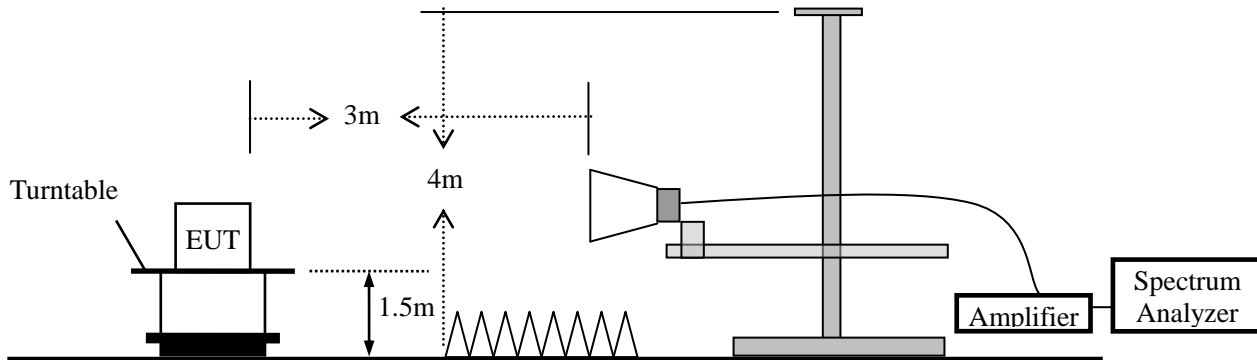 3m
4m
Turntable
EUT
1.5m
Spectrum
Analyzer
Amplifier